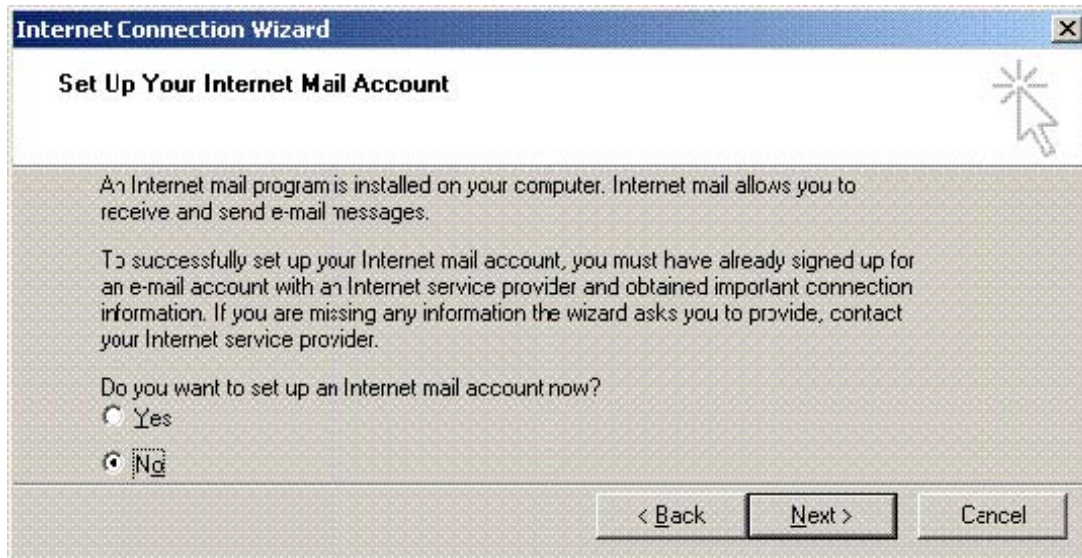 Internet Connection Wizard
Set Up Your Internet Mail Account
An Internet mail program is installed on your computer. Internet mail allows you to
receive and send e-mail messages.
To successfully set up your Internet mail account, you must have already signed up for
an e-mail account with an Internet service provider and obtained important connection
information. If you are missing any information the wizard asks you to provide, contact
your Internet service provider.
Do you want to set up an Internet mail account now?
Yes
No
< Back Next > Cancel